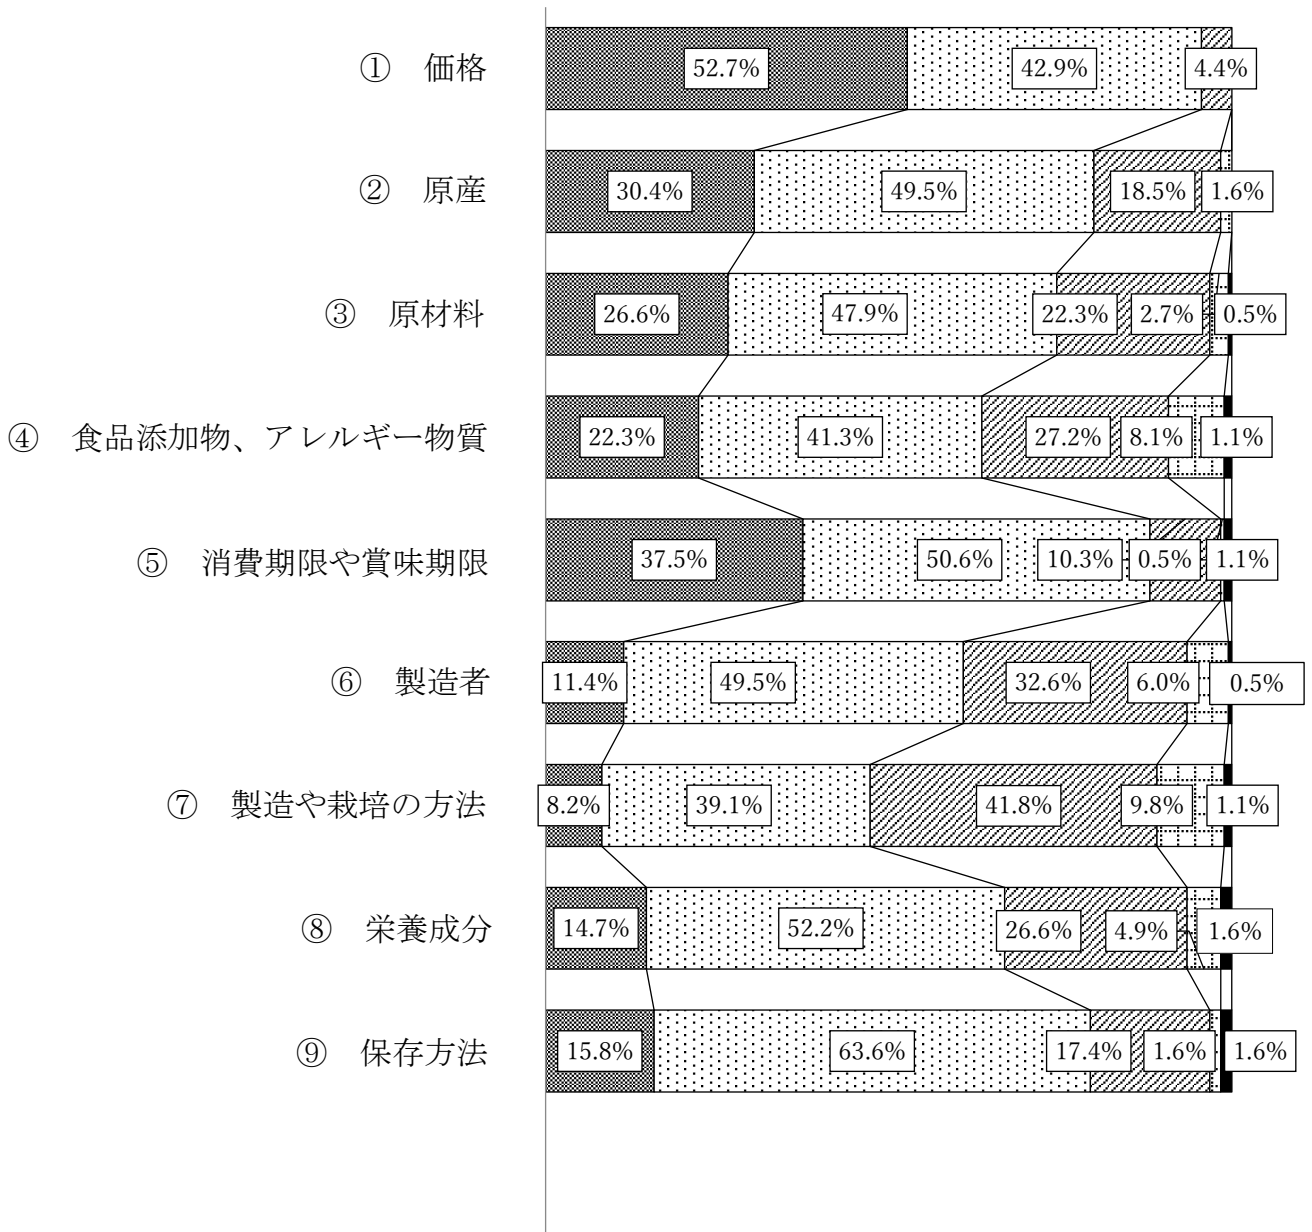 ① 価格 52.7% 42.9% 4.4%
② 原産 30.4% 49.5% 18.5% 1.6%
③ 原材料 26.6% 47.9% 22.3% 2.7% 0.5%
④ 食品添加物、アレルギー物質 22.3% 41.3% 27.2% 8.1% 1.1%
⑤ 消費期限や賞味期限 37.5% 50.6% 10.3% 0.5% 1.1%
⑥ 製造者 11.4% 49.5% 32.6% 6.0% 0.5%
⑦ 製造や栽培の方法 8.2% 39.1% 41.8% 9.8% 1.1%
⑧ 栄養成分 14.7% 52.2% 26.6% 4.9% 1.6%
⑨ 保存方法 15.8% 63.6% 17.4% 1.6% 1.6%